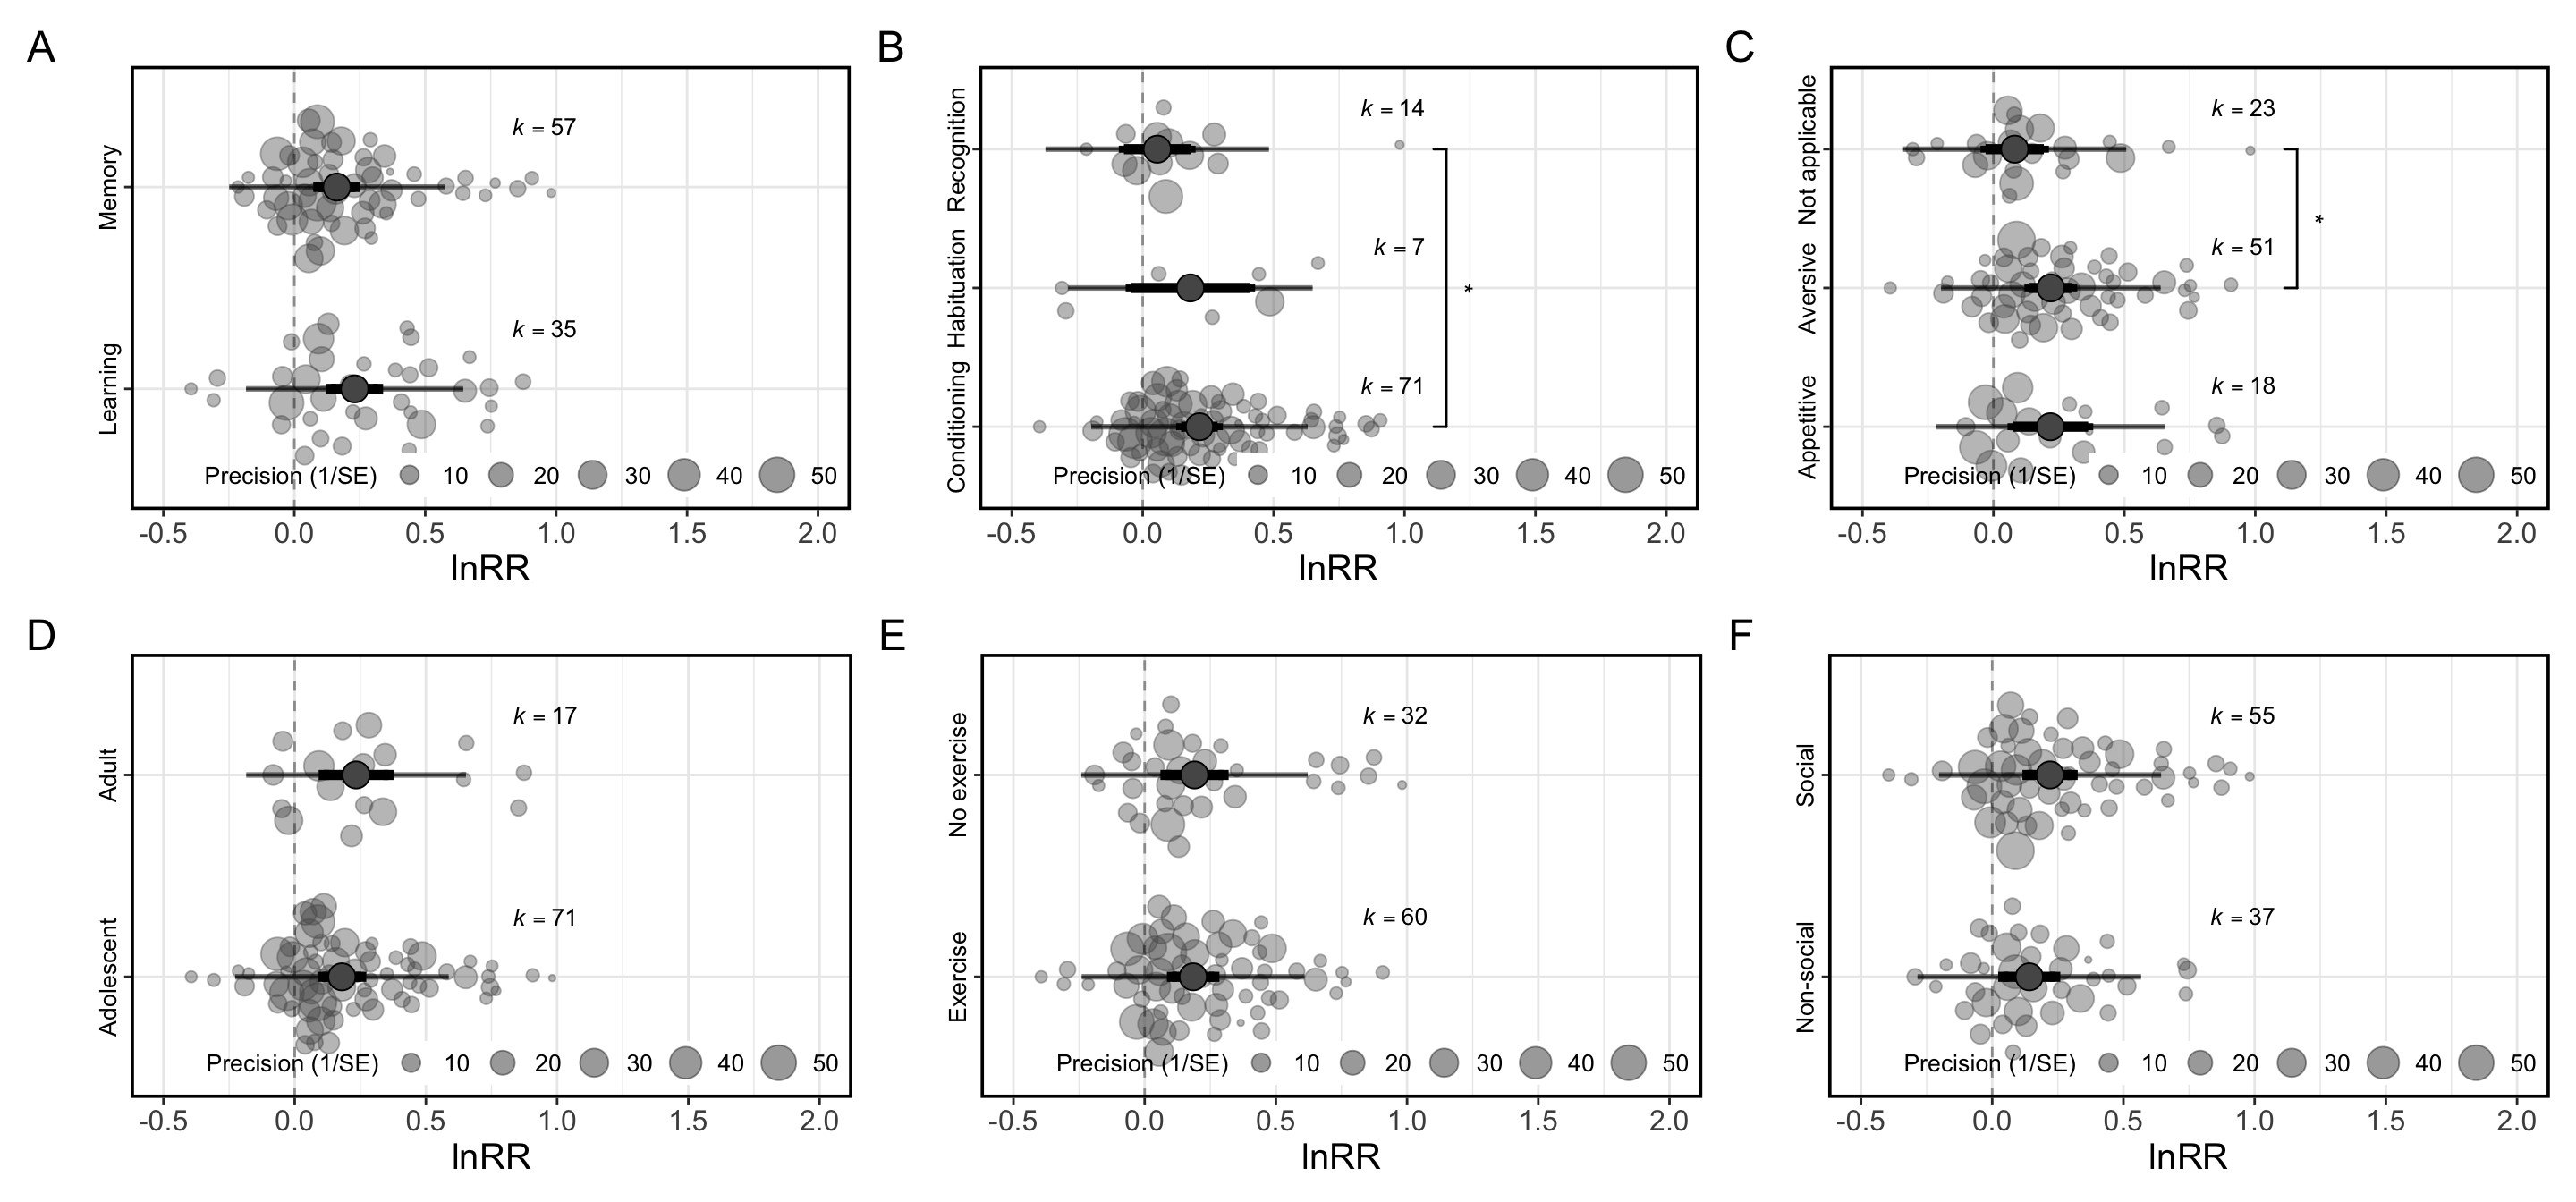 A
Memory
k = 57
Learning
k = 35
Precision (1/SE) 10 20 30 40 50
-0.5 0.0 0.5 1.0 1.5 2.0
lnRR
B
Recognition
k = 14
Habituation
k = 7
*
Conditioning
k = 71
Precision (1/SE) 10 20 30 40 50
-0.5 0.0 0.5 1.0 1.5 2.0
lnRR
C
Not applicable
k = 23
*
Aversive
k = 51
Appetitive
k = 18
Precision (1/SE) 10 20 30 40 50
-0.5 0.0 0.5 1.0 1.5 2.0
lnRR
D
Adult
k = 17
Adolescent
k = 71
Precision (1/SE) 10 20 30 40 50
-0.5 0.0 0.5 1.0 1.5 2.0
lnRR
E
No exercise
k = 32
Exercise
k = 60
Precision (1/SE) 10 20 30 40 50
-0.5 0.0 0.5 1.0 1.5 2.0
lnRR
F
Social
k = 55
Non-social
k = 37
Precision (1/SE) 10 20 30 40 50
-0.5 0.0 0.5 1.0 1.5 2.0
lnRR